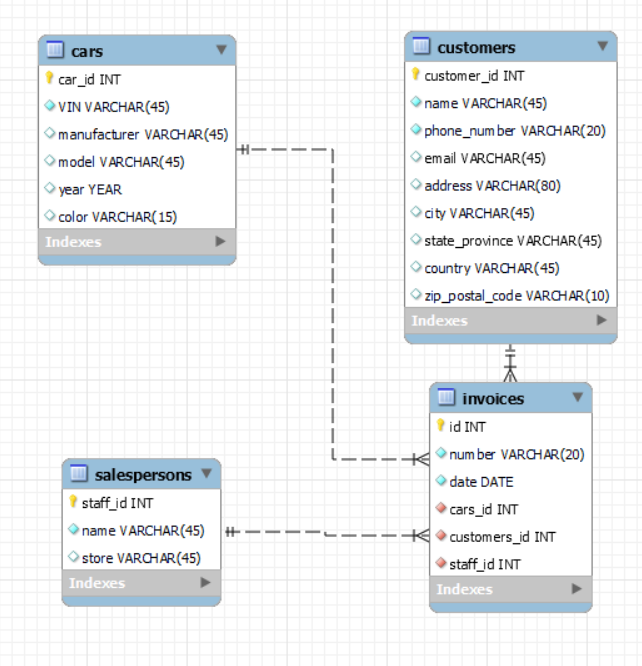 cars
car_id INT
VIN VARCHAR(45)
manufacturer VARCHAR(45)
model VARCHAR(45)
year YEAR
color VARCHAR(15)
Indexes
customers
customer_id INT
name VARCHAR(45)
phone_number VARCHAR(20)
email VARCHAR(45)
address VARCHAR(80)
city VARCHAR(45)
state_province VARCHAR(45)
country VARCHAR(45)
zip_postal_code VARCHAR(10)
Indexes
salespersons
staff_id INT
name VARCHAR(45)
store VARCHAR(45)
Indexes
invoices
id INT
number VARCHAR(20)
date DATE
cars_id INT
customers_id INT
staff_id INT
Indexes